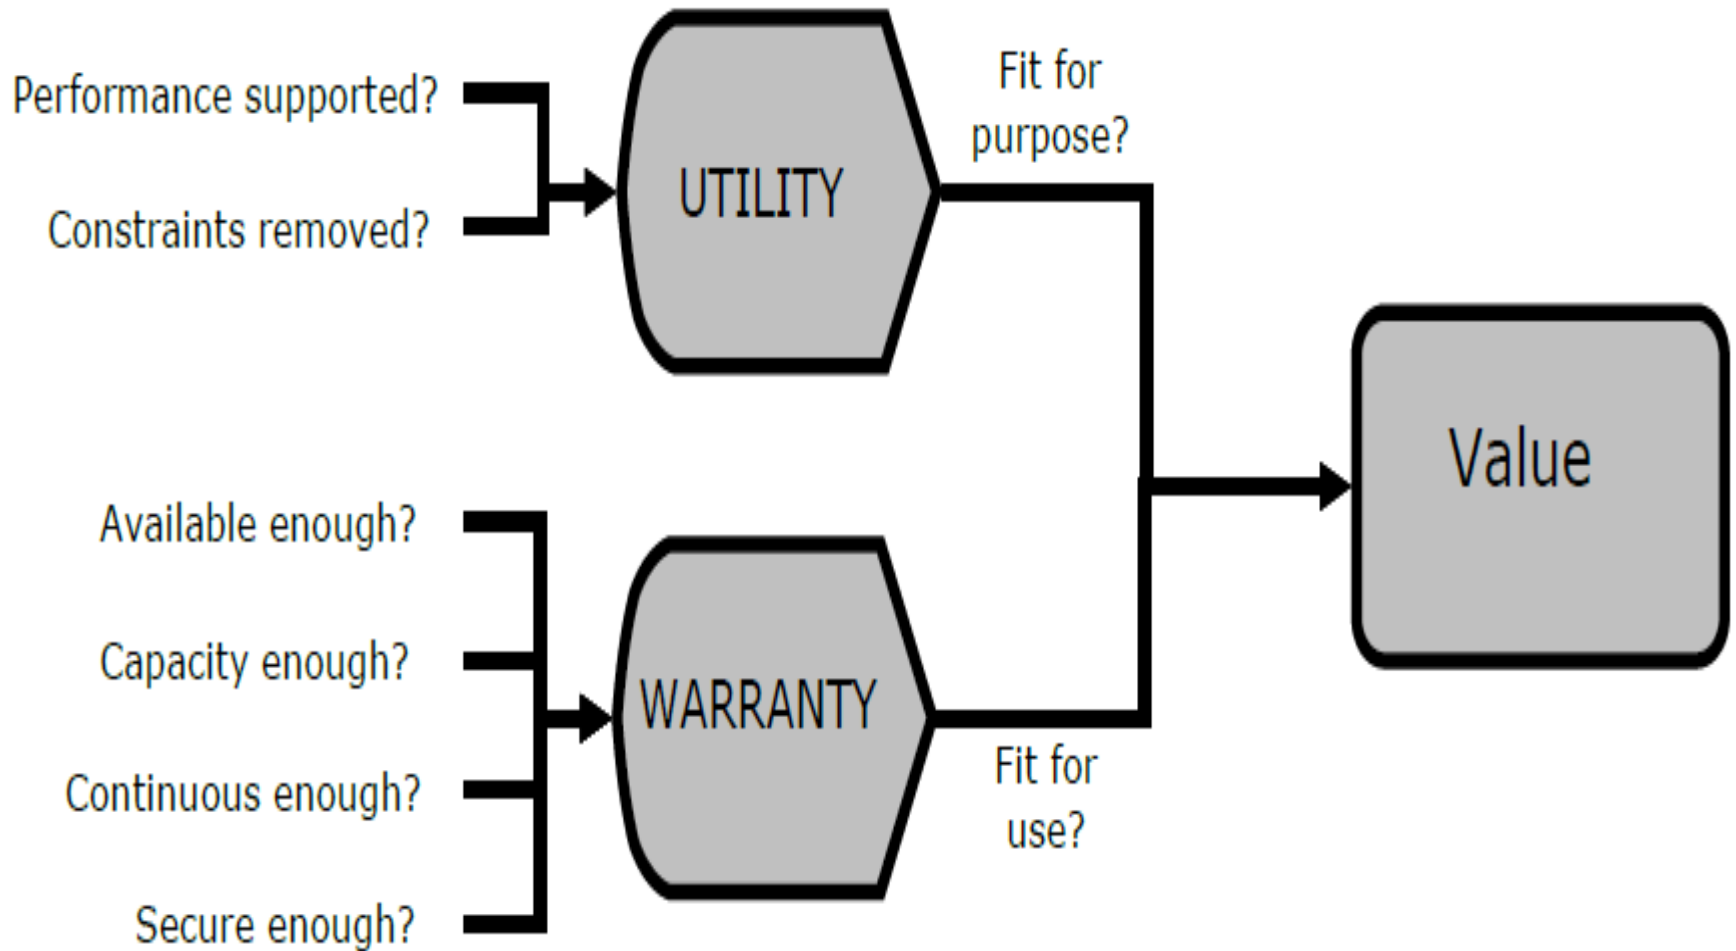 Performance supported?
Constraints removed?
UTILITY
Fit for
purpose?
Available enough?
Capacity enough?
Continuous enough?
Secure enough?
WARRANTY
Fit for
use?
Value